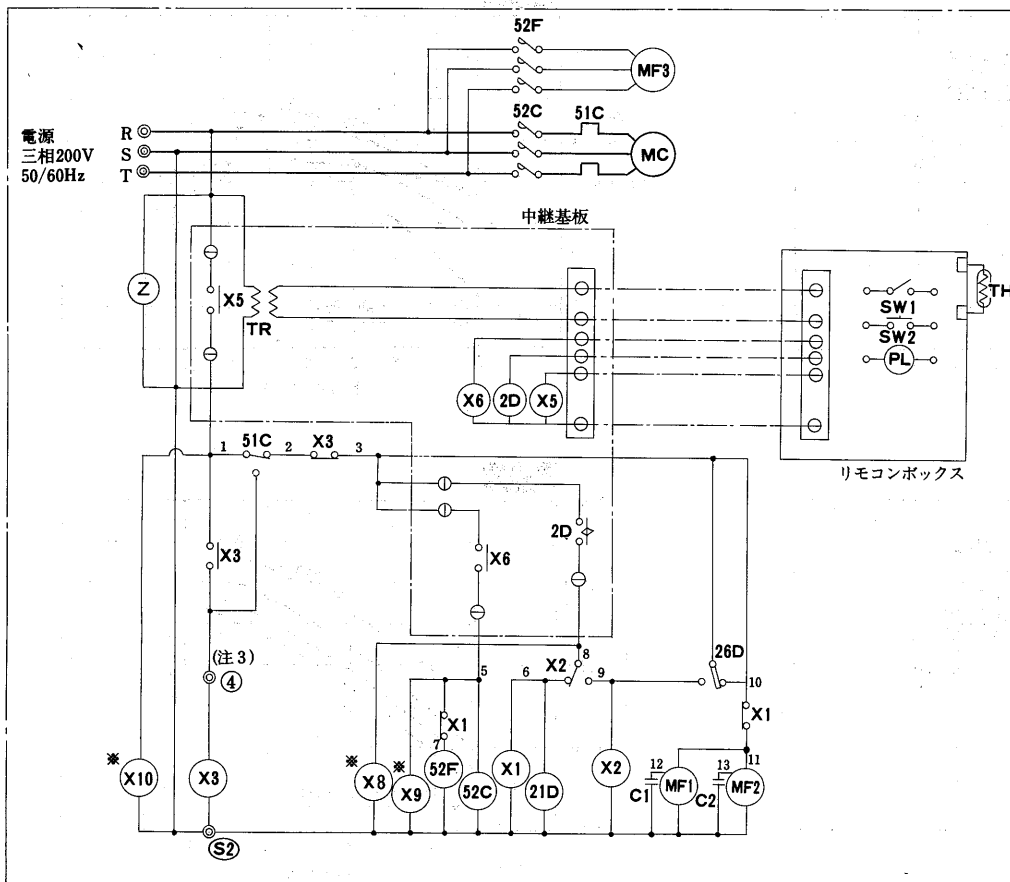 52F
MF3
52C 51C
電源 R
三相200V S MC
50/60Hz T
中継基板
Z X5
TR
TH
SW1
SW2
PL
X6 2D X5
リモコンボックス
1 51C 2 X3 3
2D
X3 X6
(注3) 8
④ 5 6 X2 9 26D 10
X1 X1
7
12 13 11
※ ※ ※
X10 X3 X8 X9 52F 52C X1 21D X2 C1 MF1 C2 MF2
S2